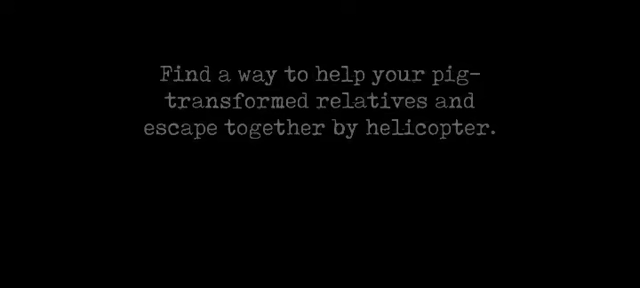 Find a way to help your pig-
transformed relatives and
escape together by helicopter.